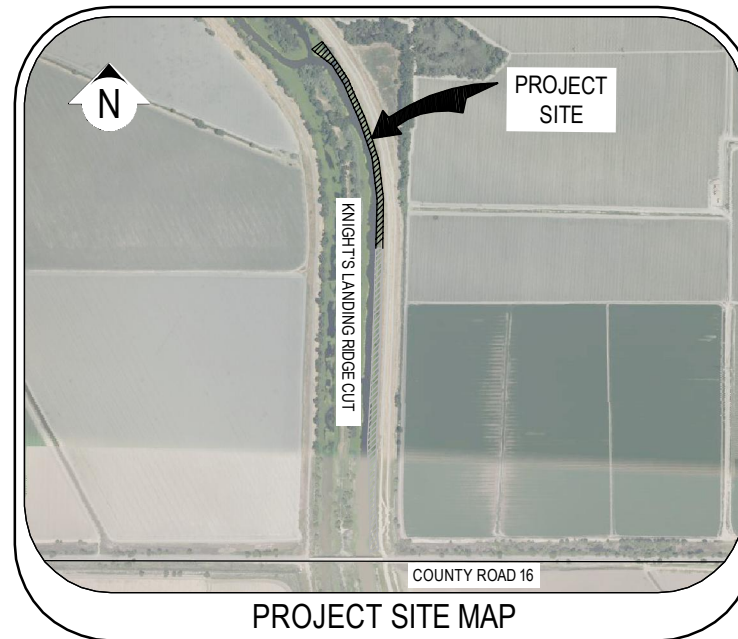 N
PROJECT
SITE
KNIGHT'S LANDING RIDGE CUT
COUNTY ROAD 16
PROJECT SITE MAP